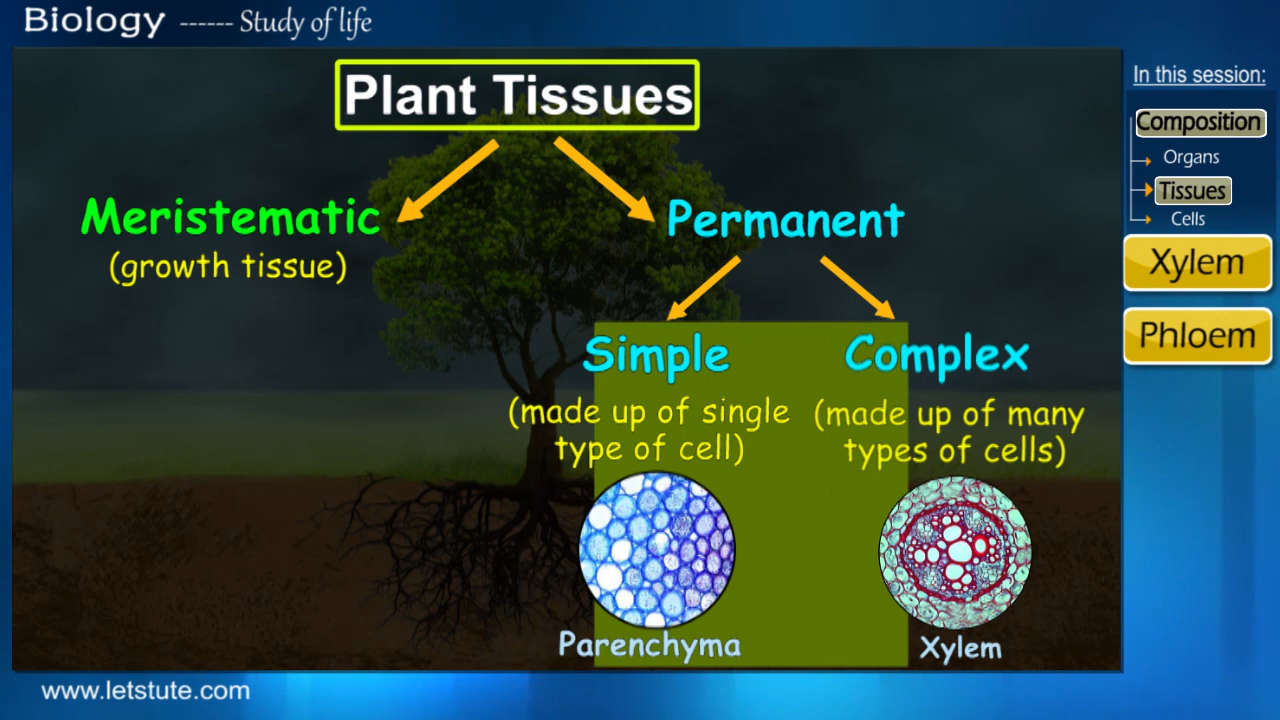 Biology ------ Study of life
Plant Tissues
Meristematic
(growth tissue)
Permanent
Simple
(made up of single
type of cell)
Parenchyma
Complex
(made up of many
types of cells)
Xylem
In this session:
Composition
Organs
Tissues
Cells
Xylem
Phloem
www.letstute.com